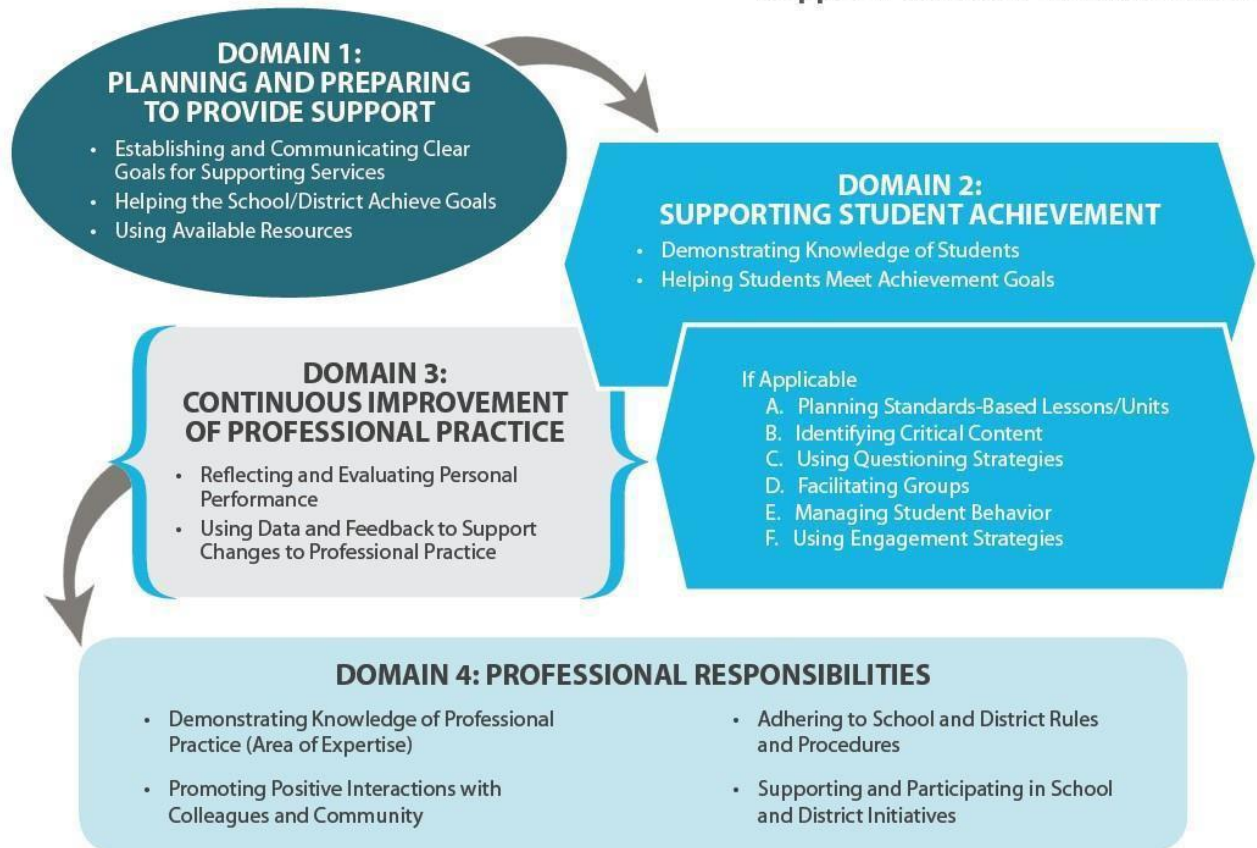 DOMAIN 1:
PLANNING AND PREPARING
TO PROVIDE SUPPORT
• Establishing and Communicating Clear
Goals for Supporting Services
• Helping the School/District Achieve Goals
• Using Available Resources
DOMAIN 2:
SUPPORTING STUDENT ACHIEVEMENT
• Demonstrating Knowledge of Students
• Helping Students Meet Achievement Goals
If Applicable
A. Planning Standards-Based Lessons/Units
B. Identifying Critical Content
C. Using Questioning Strategies
D. Facilitating Groups
E. Managing Student Behavior
F. Using Engagement Strategies
DOMAIN 3:
CONTINUOUS IMPROVEMENT
OF PROFESSIONAL PRACTICE
• Reflecting and Evaluating Personal
Performance
• Using Data and Feedback to Support
Changes to Professional Practice
DOMAIN 4: PROFESSIONAL RESPONSIBILITIES
• Demonstrating Knowledge of Professional
Practice (Area of Expertise)
• Promoting Positive Interactions with
Colleagues and Community
• Adhering to School and District Rules
and Procedures
• Supporting and Participating in School
and District Initiatives